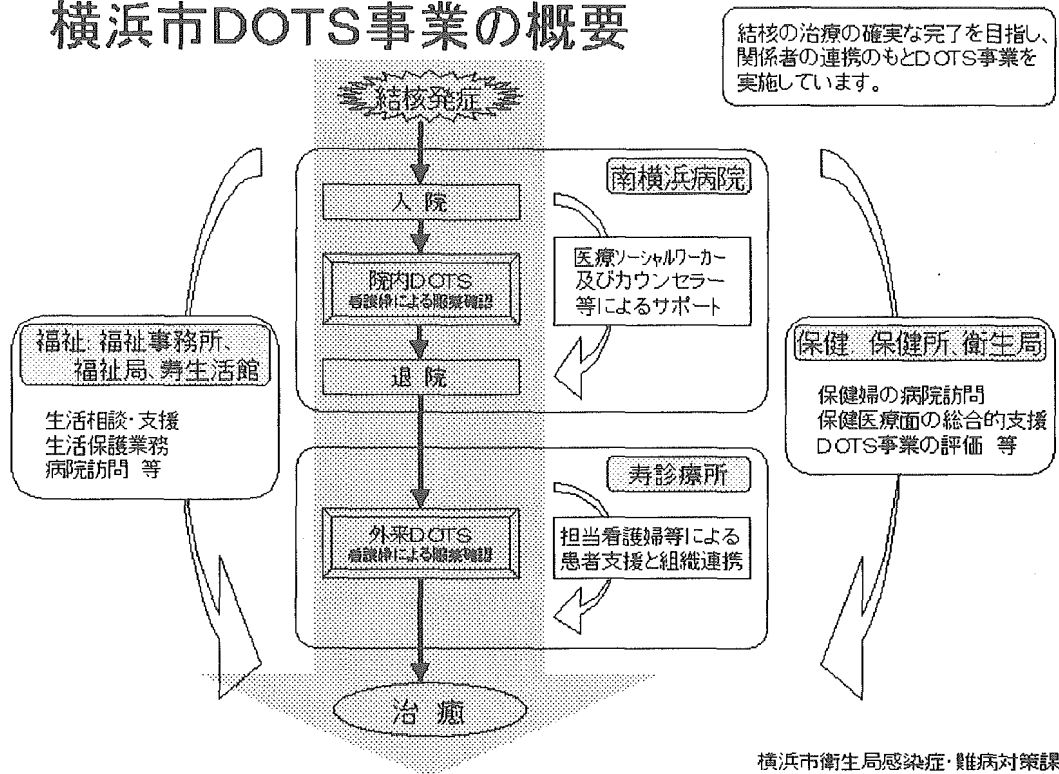 横浜市DOTS事業の概要
結核の治療の確実な完了を目指し、
関係者の連携のもとDOTS事業を
実施しています。
結核発症
南横浜病院
入 院
院内DOTS
看護婦による服薬確認
医療ソーシャルワーカー
及びカウンセラー
等によるサポート
退 院
福祉: 福祉事務所、
福祉局、寿生活館
生活相談・支援
生活保護業務
病院訪問 等
保健 保健所、衛生局
保健婦の病院訪問
保健医療面の総合的支援
DOTS事業の評価 等
寿診療所
外来DOTS
看護婦による服薬確認
担当看護婦等による
患者支援と組織連携
治 癒
横浜市衛生局感染症・難病対策課